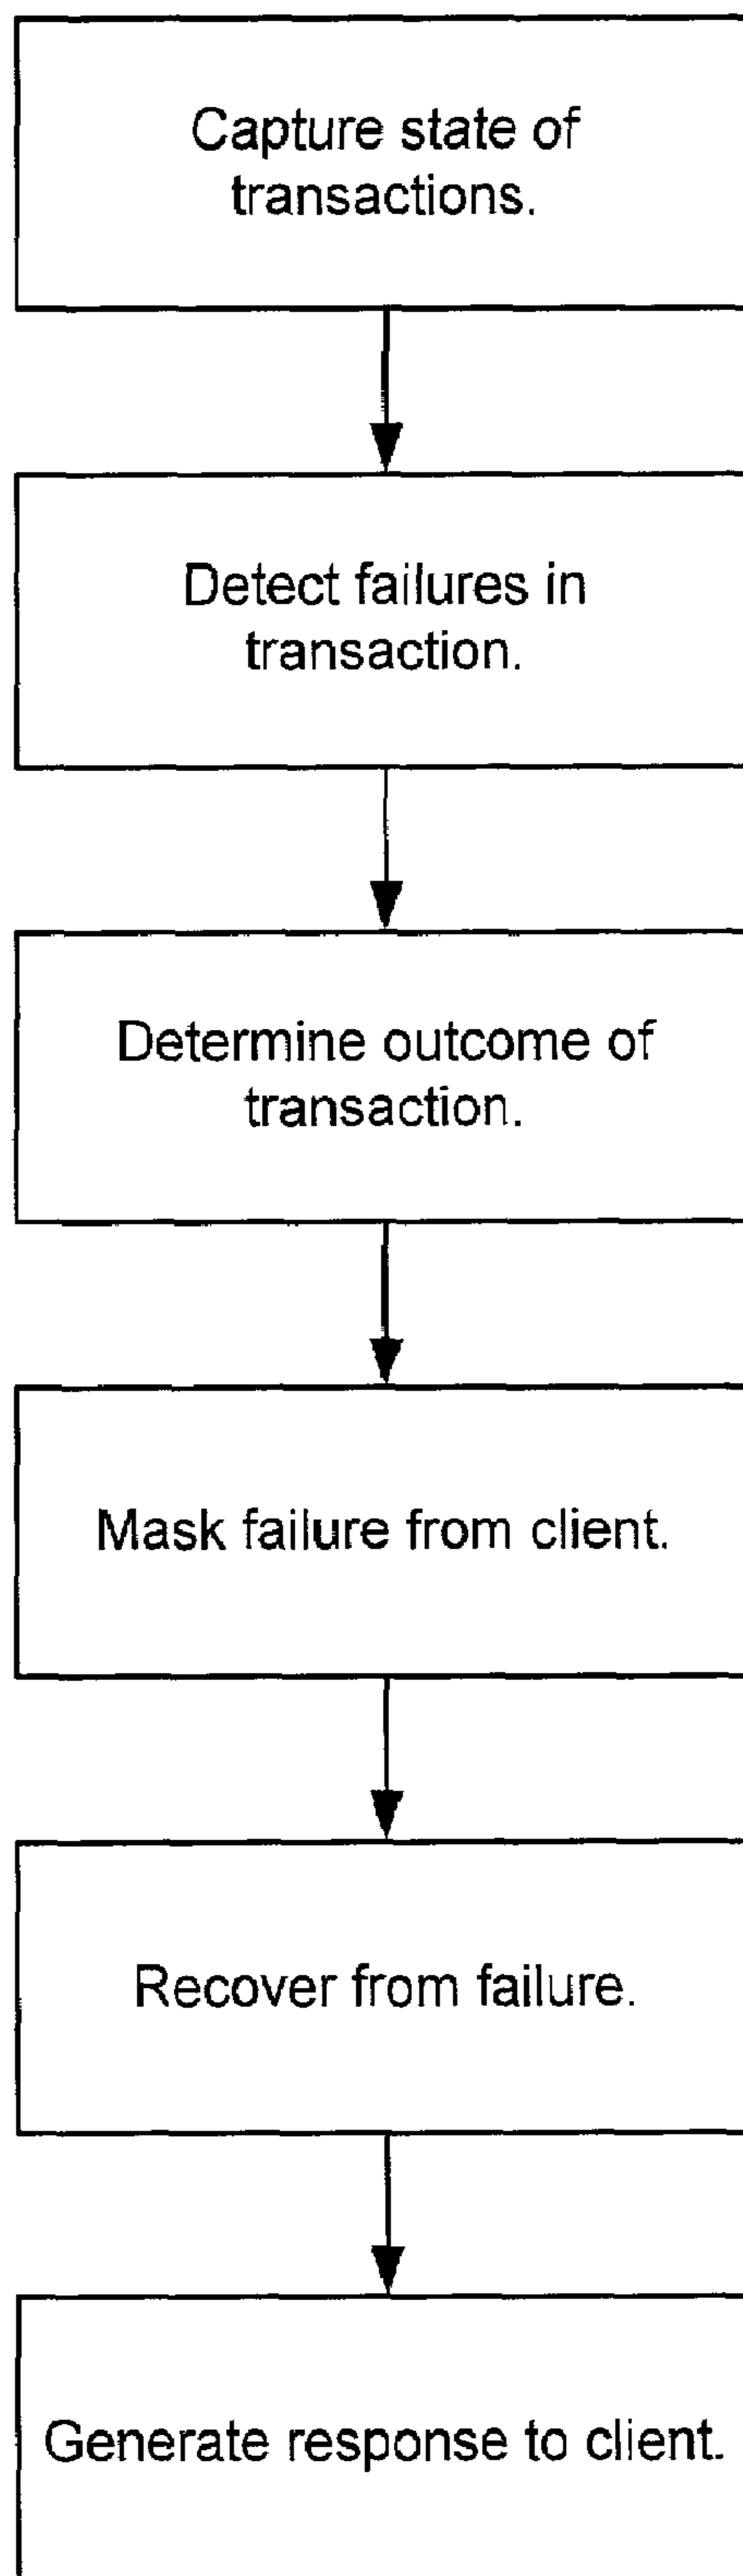 Capture state of
transactions.
Detect failures in
transaction.
Determine outcome of
transaction.
Mask failure from client.
Recover from failure.
Generate response to client.